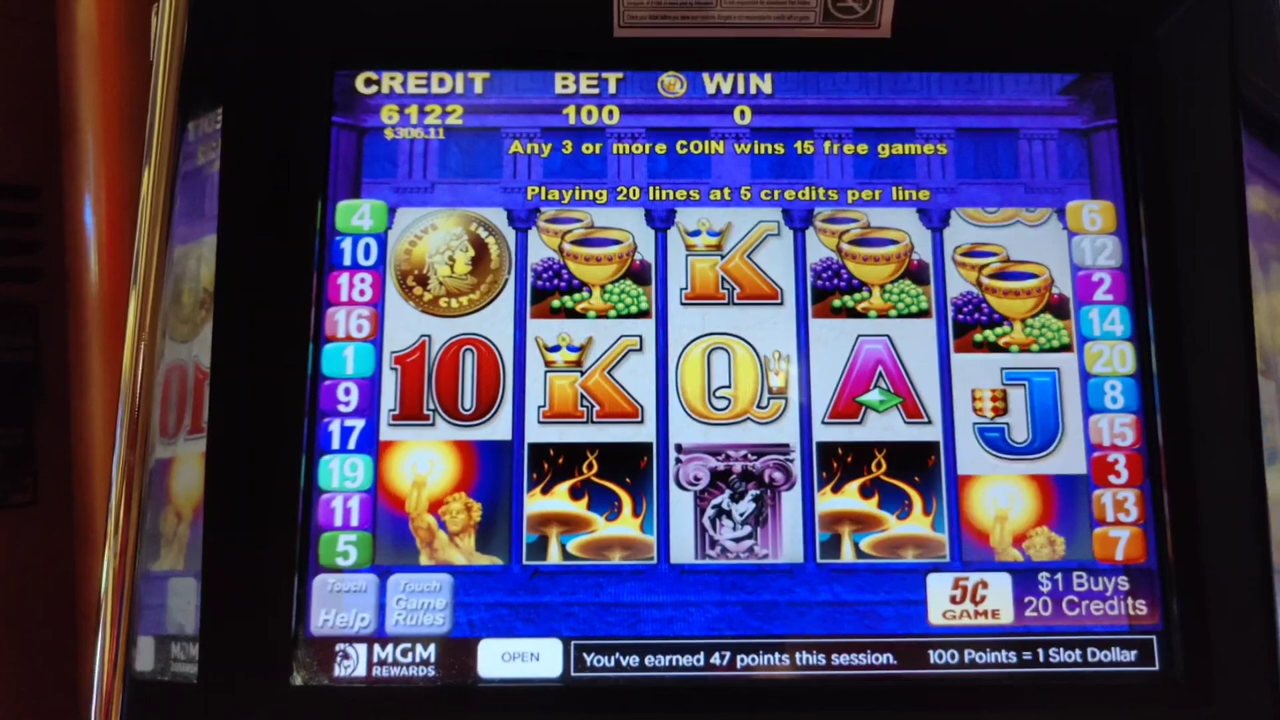 CREDIT BET WIN
6122 100 0
$306.11
Any 3 or more COIN wins 15 free games
Playing 20 lines at 5 credits per line
4 6
10 K 12
18 2
16 14
1 20
10 K Q A J
9 8
17 15
19 3
11 13
5 7
Touch Help
Touch Game Rules
5¢ GAME
$1 Buys
20 Credits
MGM REWARDS
OPEN
You've earned 47 points this session. 100 Points = 1 Slot Dollar